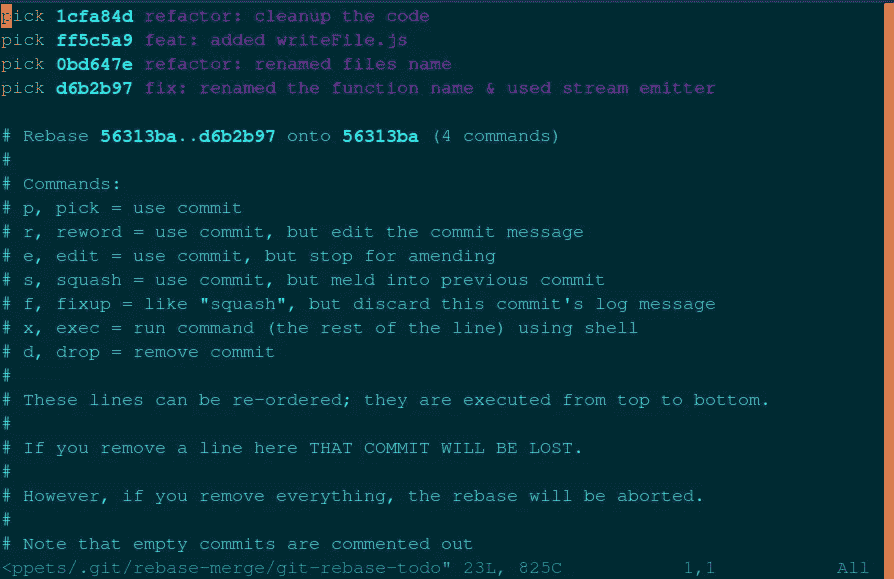 pick 1cfa84d refactor: cleanup the code
pick ff5c5a9 feat: added writeFile.js
pick 0bd647e refactor: renamed files name
pick d6b2b97 fix: renamed the function name & used stream emitter
# Rebase 56313ba..d6b2b97 onto 56313ba (4 commands)
#
# Commands:
# p, pick = use commit
# r, reword = use commit, but edit the commit message
# e, edit = use commit, but stop for amending
# s, squash = use commit, but meld into previous commit
# f, fixup = like "squash", but discard this commit's log message
# x, exec = run command (the rest of the line) using shell
# d, drop = remove commit
#
# These lines can be re-ordered; they are executed from top to bottom.
#
# If you remove a line here THAT COMMIT WILL BE LOST.
#
# However, if you remove everything, the rebase will be aborted.
#
# Note that empty commits are commented out
<ppets/.git/rebase-merge/git-rebase-todo" 23L, 825C 1,1 All